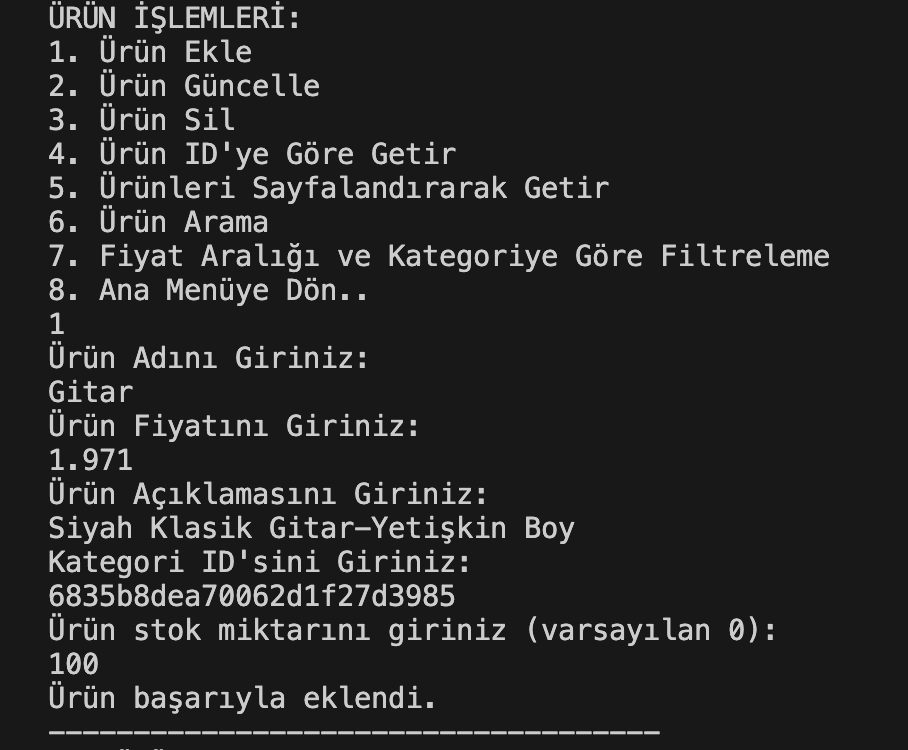 ÜRÜN İŞLEMLERİ:
1. Ürün Ekle
2. Ürün Güncelle
3. Ürün Sil
4. Ürün ID'ye Göre Getir
5. Ürünleri Sayfalandırarak Getir
6. Ürün Arama
7. Fiyat Aralığı ve Kategoriye Göre Filtreleme
8. Ana Menüye Dön..
1
Ürün Adını Giriniz:
Gitar
Ürün Fiyatını Giriniz:
1.971
Ürün Açıklamasını Giriniz:
Siyah Klasik Gitar-Yetişkin Boy
Kategori ID'sini Giriniz:
6835b8dea70062d1f27d3985
Ürün stok miktarını giriniz (varsayılan 0):
100
Ürün başarıyla eklendi.
------------------------------------